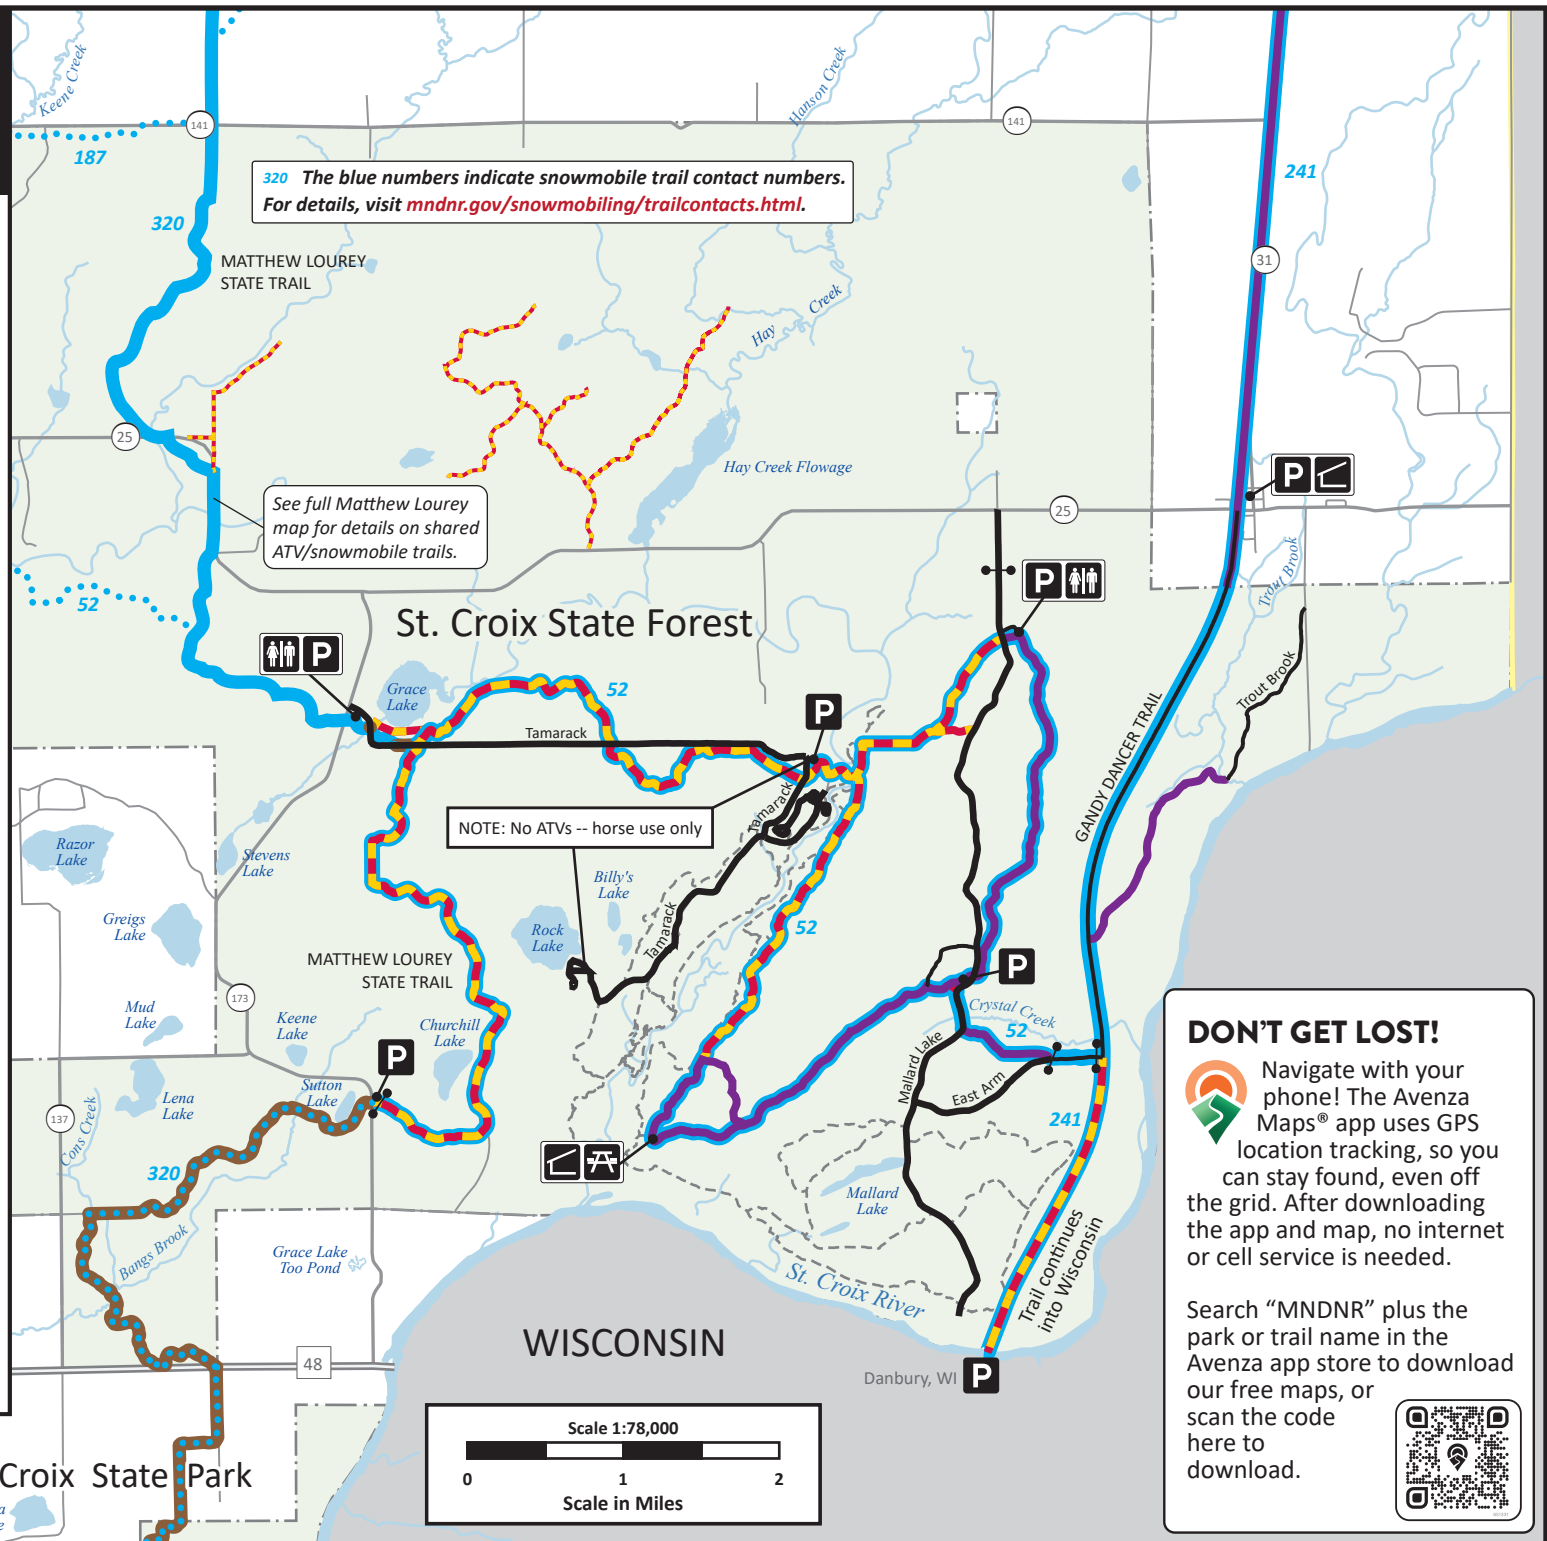 Keene Creek
Hanson Creek
141
141
187
241
320 The blue numbers indicate snowmobile trail contact numbers.
For details, visit mndnr.gov/snowmobiling/trailcontacts.html.
320
31
MATTHEW LOUREY
STATE TRAIL
Hay Creek
25
Hay Creek Flowage
P
See full Matthew Lourey
map for details on shared
ATV/snowmobile trails.
25
Trout Brook
P
52
St. Croix State Forest
P
Grace
Lake
52
Trout Brook
P
Tamarack
GANDY DANCER TRAIL
Tamarack
NOTE: No ATVs -- horse use only
Razor
Lake
Stevens
Lake
Billy's
Lake
Greigs
Lake
Rock
Lake
Tamarack
52
MATTHEW LOUREY
STATE TRAIL
P
173
Mud
Lake
Keene
Lake
Churchill
Lake
Crystal Creek
52
P
Mallard Lake
East Arm
Lena
Lake
Sutton
Lake
137
Cons Creek
241
320
Mallard
Lake
Bangs Brook
Grace Lake
Too Pond
St. Croix River
Trail continues
into Wisconsin
WISCONSIN
48
Danbury, WI
P
Scale 1:78,000
0 1 2
Scale in Miles
Croix State Park
a
e
DON'T GET LOST!
Navigate with your
phone! The Avenza
Maps® app uses GPS
location tracking, so you
can stay found, even off
the grid. After downloading
the app and map, no internet
or cell service is needed.
Search “MNDNR” plus the
park or trail name in the
Avenza app store to download
our free maps, or
scan the code
here to
download.